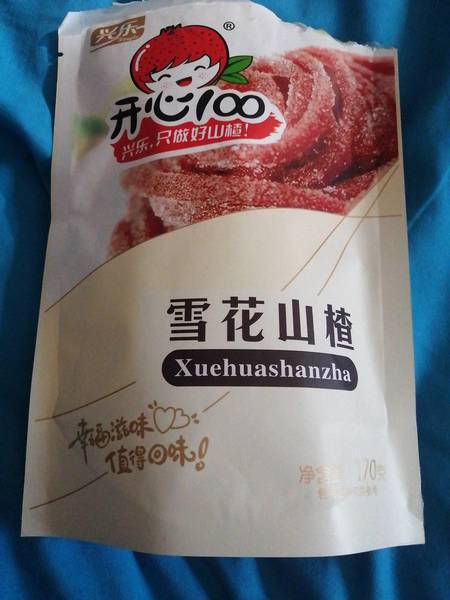 兴乐
®
开心100
兴乐，只做好山楂！
雪花山楂
Xuehuashanzha
幸福滋味
值得回味！
净含量：170克